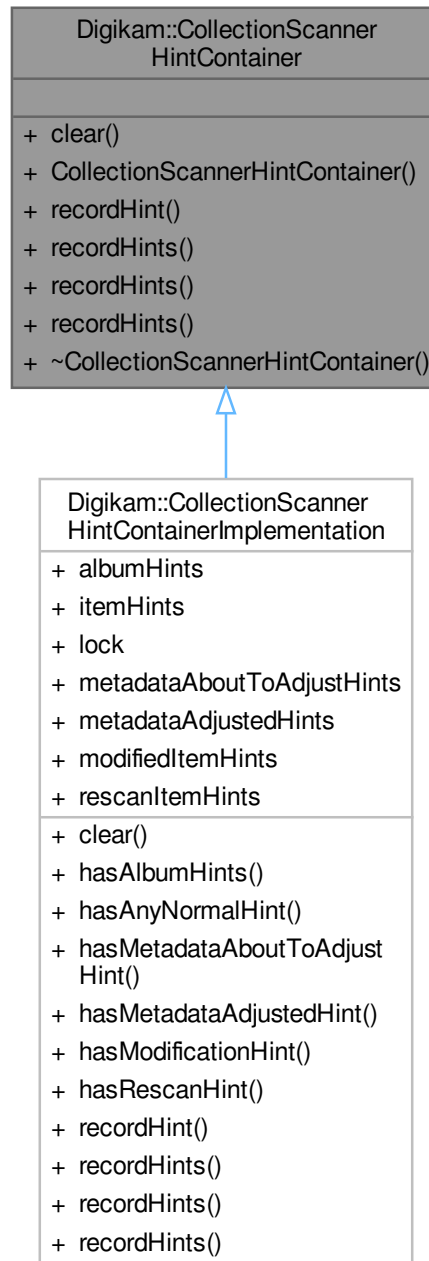 Digikam::CollectionScanner
HintContainer
+ clear()
+ CollectionScannerHintContainer()
+ recordHint()
+ recordHints()
+ recordHints()
+ recordHints()
+ ~CollectionScannerHintContainer()
Digikam::CollectionScanner
HintContainerImplementation
+ albumHints
+ itemHints
+ lock
+ metadataAboutToAdjustHints
+ metadataAdjustedHints
+ modifiedItemHints
+ rescanItemHints
+ clear()
+ hasAlbumHints()
+ hasAnyNormalHint()
+ hasMetadataAboutToAdjust
Hint()
+ hasMetadataAdjustedHint()
+ hasModificationHint()
+ hasRescanHint()
+ recordHint()
+ recordHints()
+ recordHints()
+ recordHints()